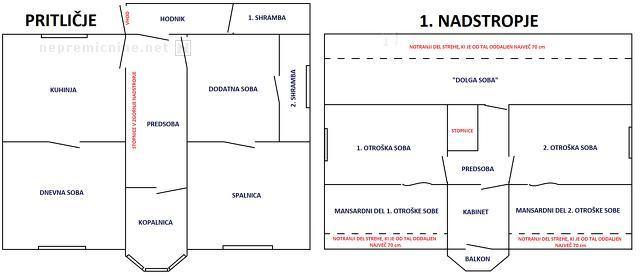 PRITLIČJE
VHOD
HODNIK
1. SHRAMBA
nepremicnine.net
KUHINJA
STOPNICE V ZGORNJE NADSTROPJE
DODATNA SOBA
2. SHRAMBA
PREDSOBA
DNEVNA SOBA
SPALNICA
KOPALNICA
1. NADSTROPJE
NOTRANJI DEL STREHE, KI JE OD TAL ODDALJEN NAJVEČ 70 cm
"DOLGA SOBA"
STOPNICE
1. OTROŠKA SOBA
2. OTROŠKA SOBA
PREDSOBA
MANSARDNI DEL 1. OTROŠKE SOBE
KABINET
MANSARDNI DEL 2. OTROŠKE SOBE
NOTRANJI DEL STREHE, KI JE OD TAL ODDALJEN
NAJVEČ 70 cm
NOTRANJI DEL STREHE, KI JE OD TAL ODDALJEN
NAJVEČ 70 cm
BALKON